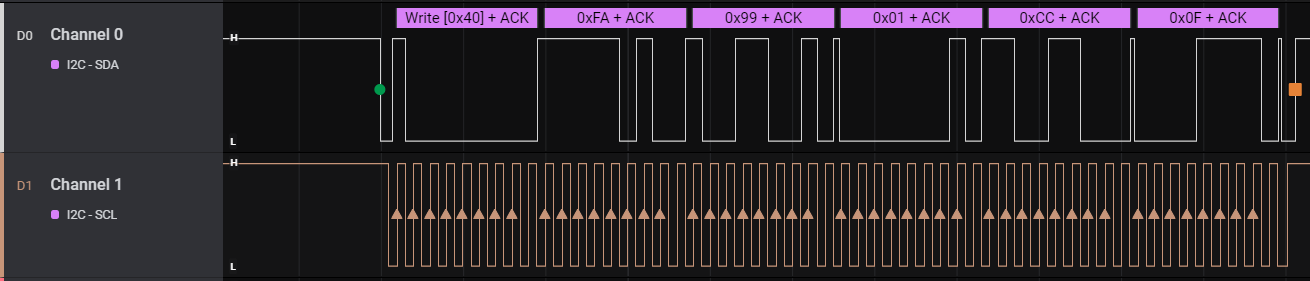 Write [0x40] + ACK 0xFA + ACK 0x99 + ACK 0x01 + ACK 0xCC + ACK 0x0F + ACK
D0 Channel 0 H
I2C - SDA
L
H
D1 Channel 1
I2C - SCL
L